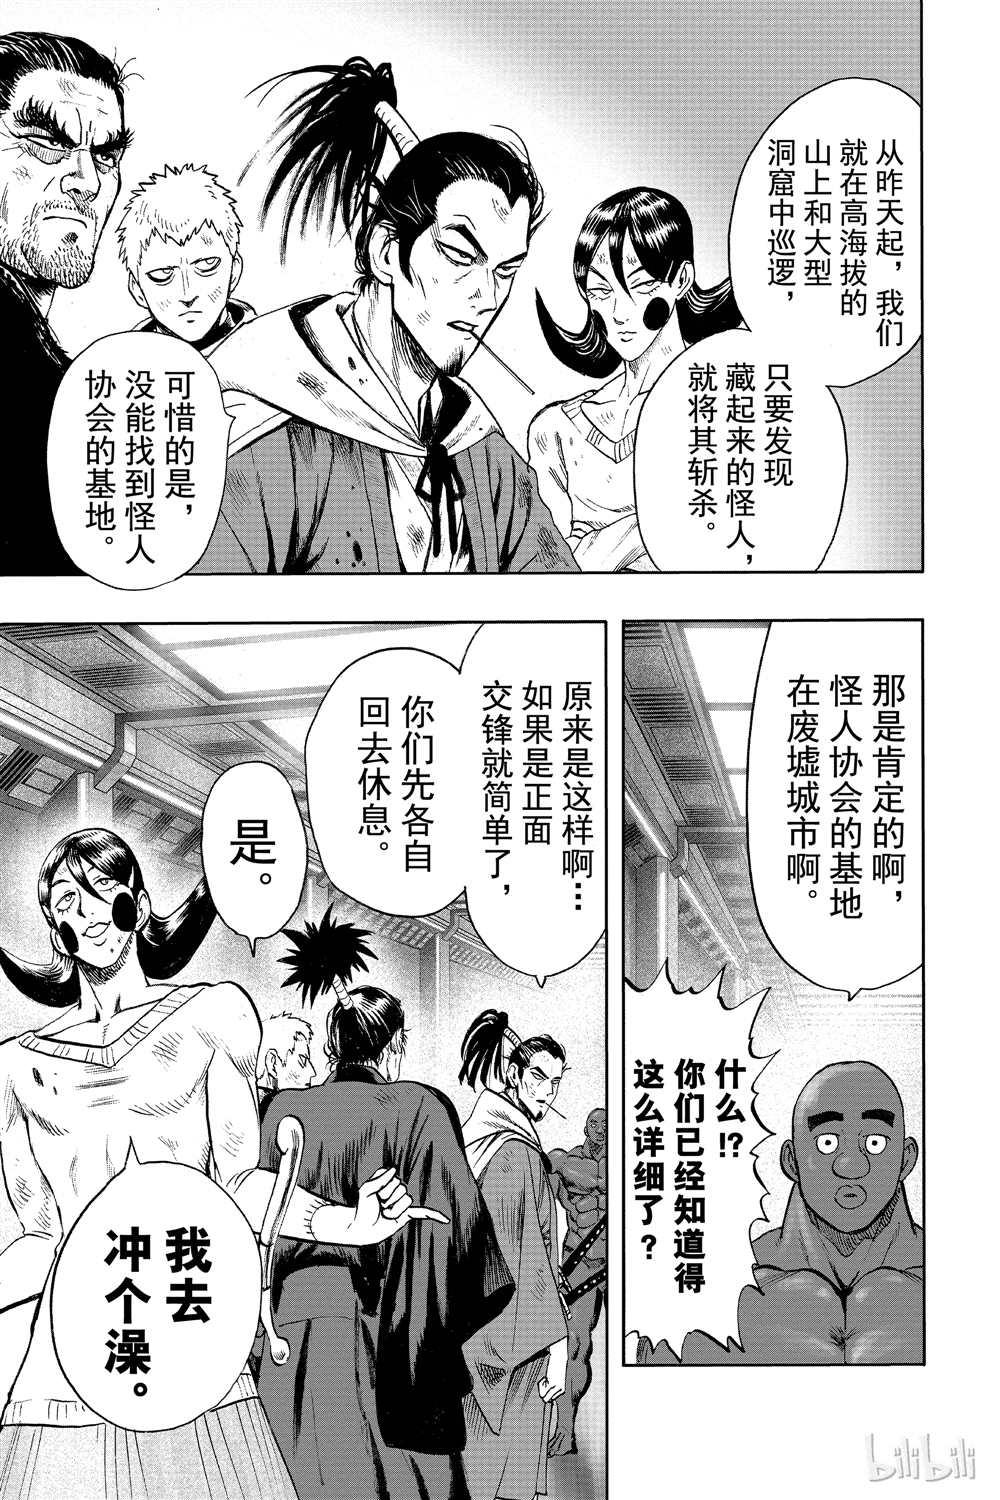 从昨天起，我们
就在高海拔的
山上和大型
洞窟中巡逻，
只要发现
藏起来的怪人，
就将其斩杀。
可惜的是，
没能找到怪人
协会的基地。
那是肯定的啊，
怪人协会的基地
在废墟城市啊。
什么!?
你们已经知道得
这么详细了？
原来是这样啊…
如果是正面
交锋就简单了，
你们先各自
回去休息。
是。
我去
冲个澡。
bilibili